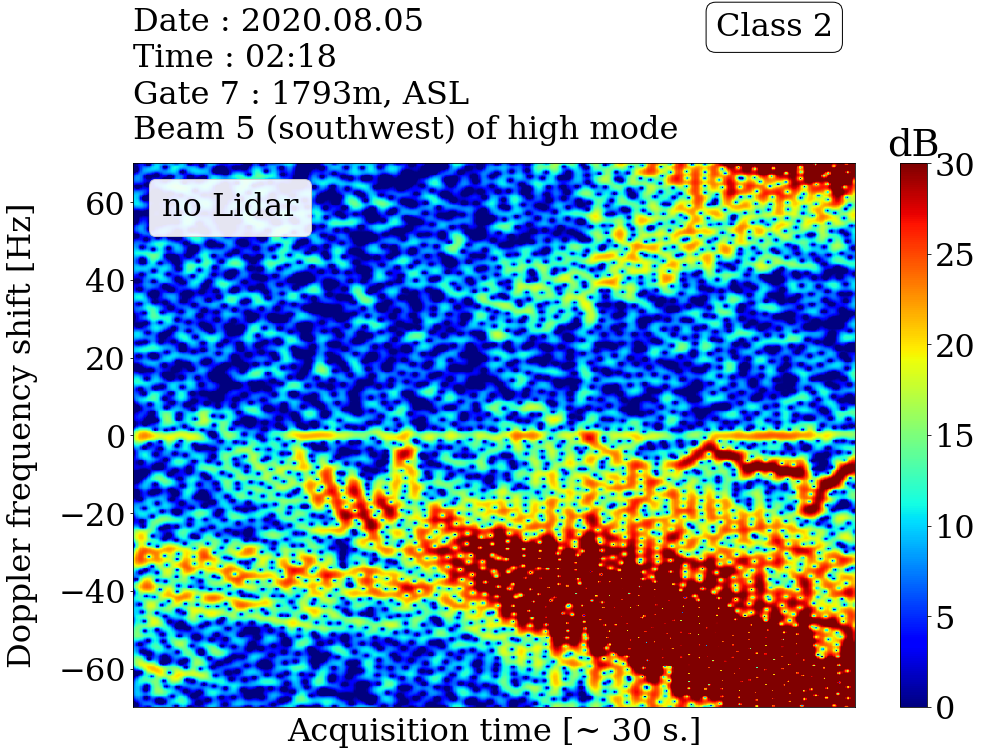 Date : 2020.08.05
Time : 02:18
Gate 7 : 1793m, ASL
Beam 5 (southwest) of high mode
Class 2
dB
no Lidar
Doppler frequency shift [Hz]
60
40
20
0
−20
−40
−60
30
25
20
15
10
5
0
Acquisition time [~ 30 s.]